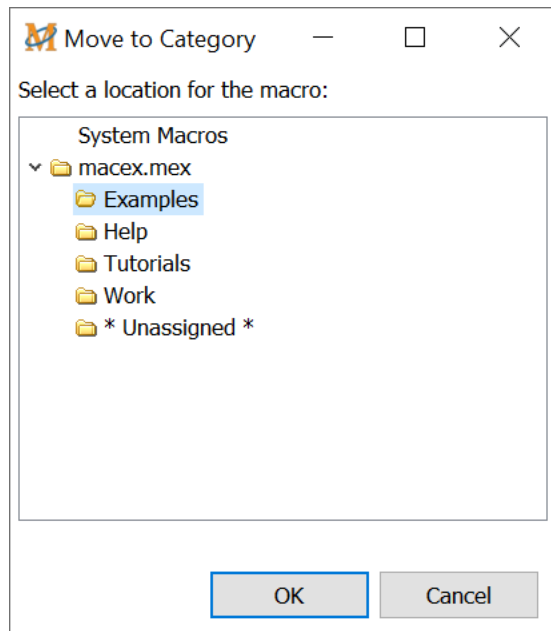 Move to Category
Select a location for the macro:
System Macros
macex.mex
Examples
Help
Tutorials
Work
* Unassigned *
OK Cancel